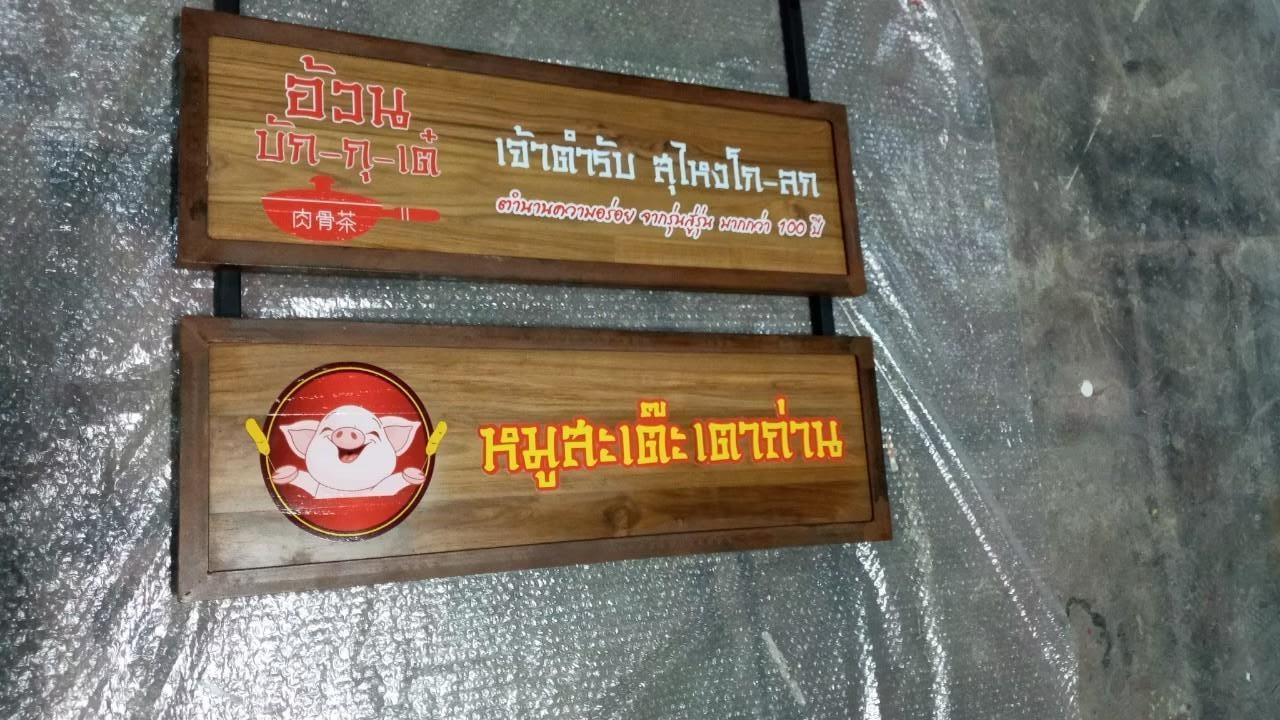 อ้วน
บัก-กุ-เต๋
肉骨茶
เจ้าตำรับ สุไหงโก-ลก
ตำนานความอร่อย จากรุ่นสู่รุ่น มากกว่า 100 ปี
หมูสะเต๊ะเตาถ่าน